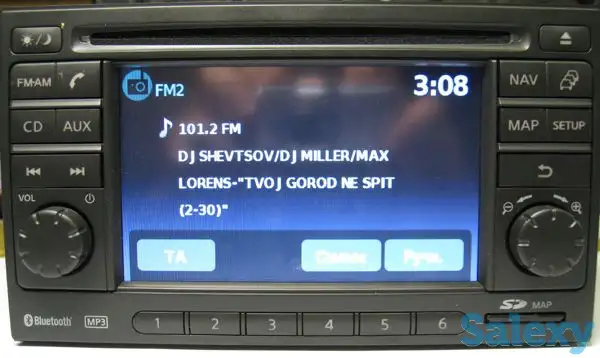 FM2
3:08
101.2 FM
DJ SHEVTSOV/DJ MILLER/MAX
LORENS-"TVOJ GOROD NE SPIT
(2-30)"
TA
FM•AM
CD AUX
VOL
NAV
MAP SETUP
Bluetooth MP3
1 2 3 4 5 6
SD MAP
Salexy